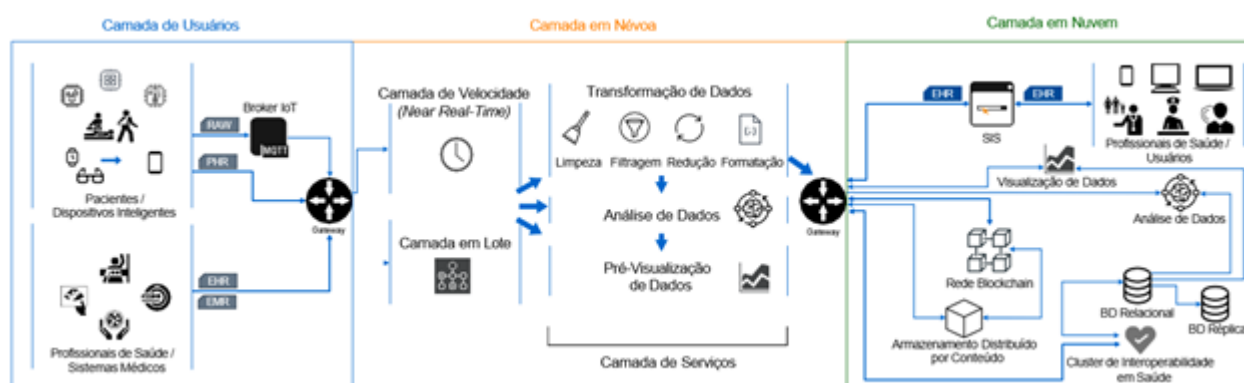 Camada de Usuários
Camada em Névoa
Camada em Nuvem
RAW
Broker IoT
MQTT
PHR
Pacientes /
Dispositivos Inteligentes
Gateway
EHR
EMR
Profissionais de Saúde /
Sistemas Médicos
Camada de Velocidade
(Near Real-Time)
Camada em Lote
Transformação de Dados
Limpeza
Filtragem
Redução
Formatação
Análise de Dados
Pré-Visualização
de Dados
Camada de Serviços
Gateway
EHR
SIS
EHR
Profissionais de Saúde /
Usuários
Visualização de Dados
Análise de Dados
Rede Blockchain
Armazenamento Distribuído
por Conteúdo
BD Relacional
BD Réplica
Cluster de Interoperabilidade
em Saúde